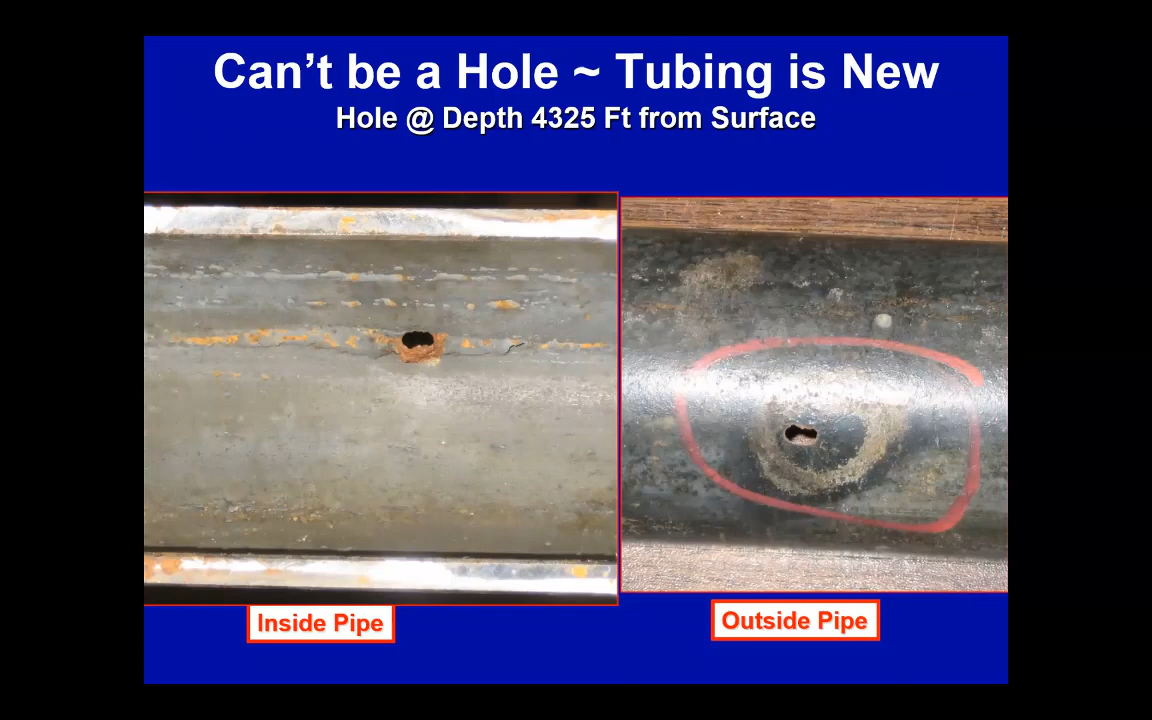 Can’t be a Hole ~ Tubing is New
Hole @ Depth 4325 Ft from Surface
Inside Pipe
Outside Pipe